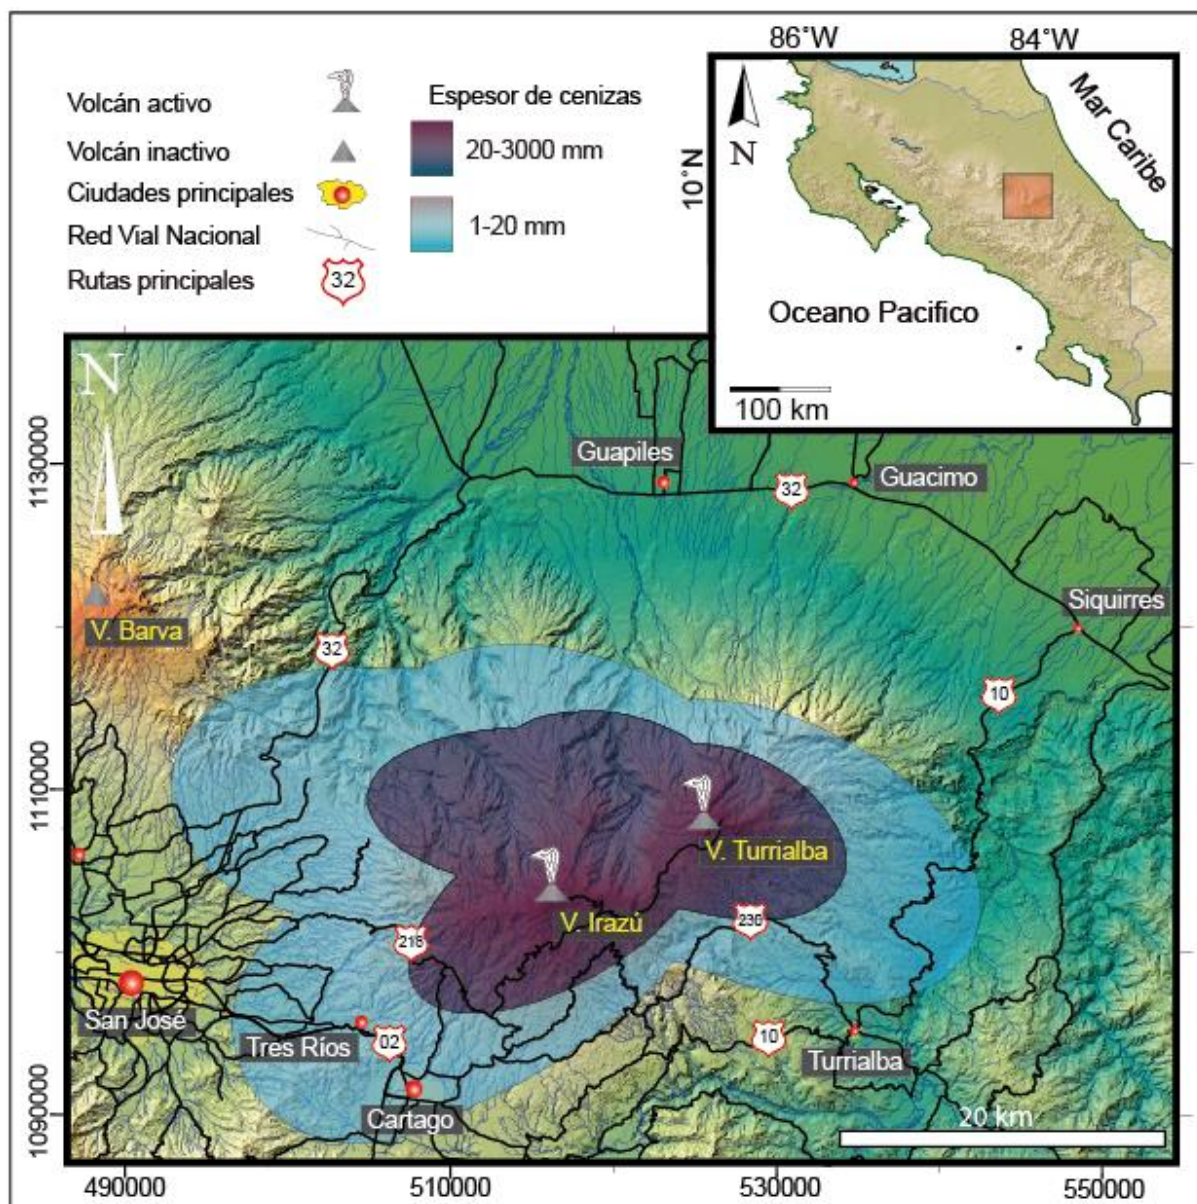 Volcán activo
Volcán inactivo
Ciudades principales
Red Vial Nacional
Rutas principales
32
Espesor de cenizas
20-3000 mm
1-20 mm
86°W
84°W
10°N
N
Mar Caribe
Oceano Pacifico
100 km
N
1130000
1110000
1090000
Guapiles
32
Guacimo
Siquirres
V. Barva
32
10
V. Turrialba
V. Irazú
216
236
San José
Tres Ríos
02
10
Turrialba
Cartago
20 km
490000
510000
530000
550000